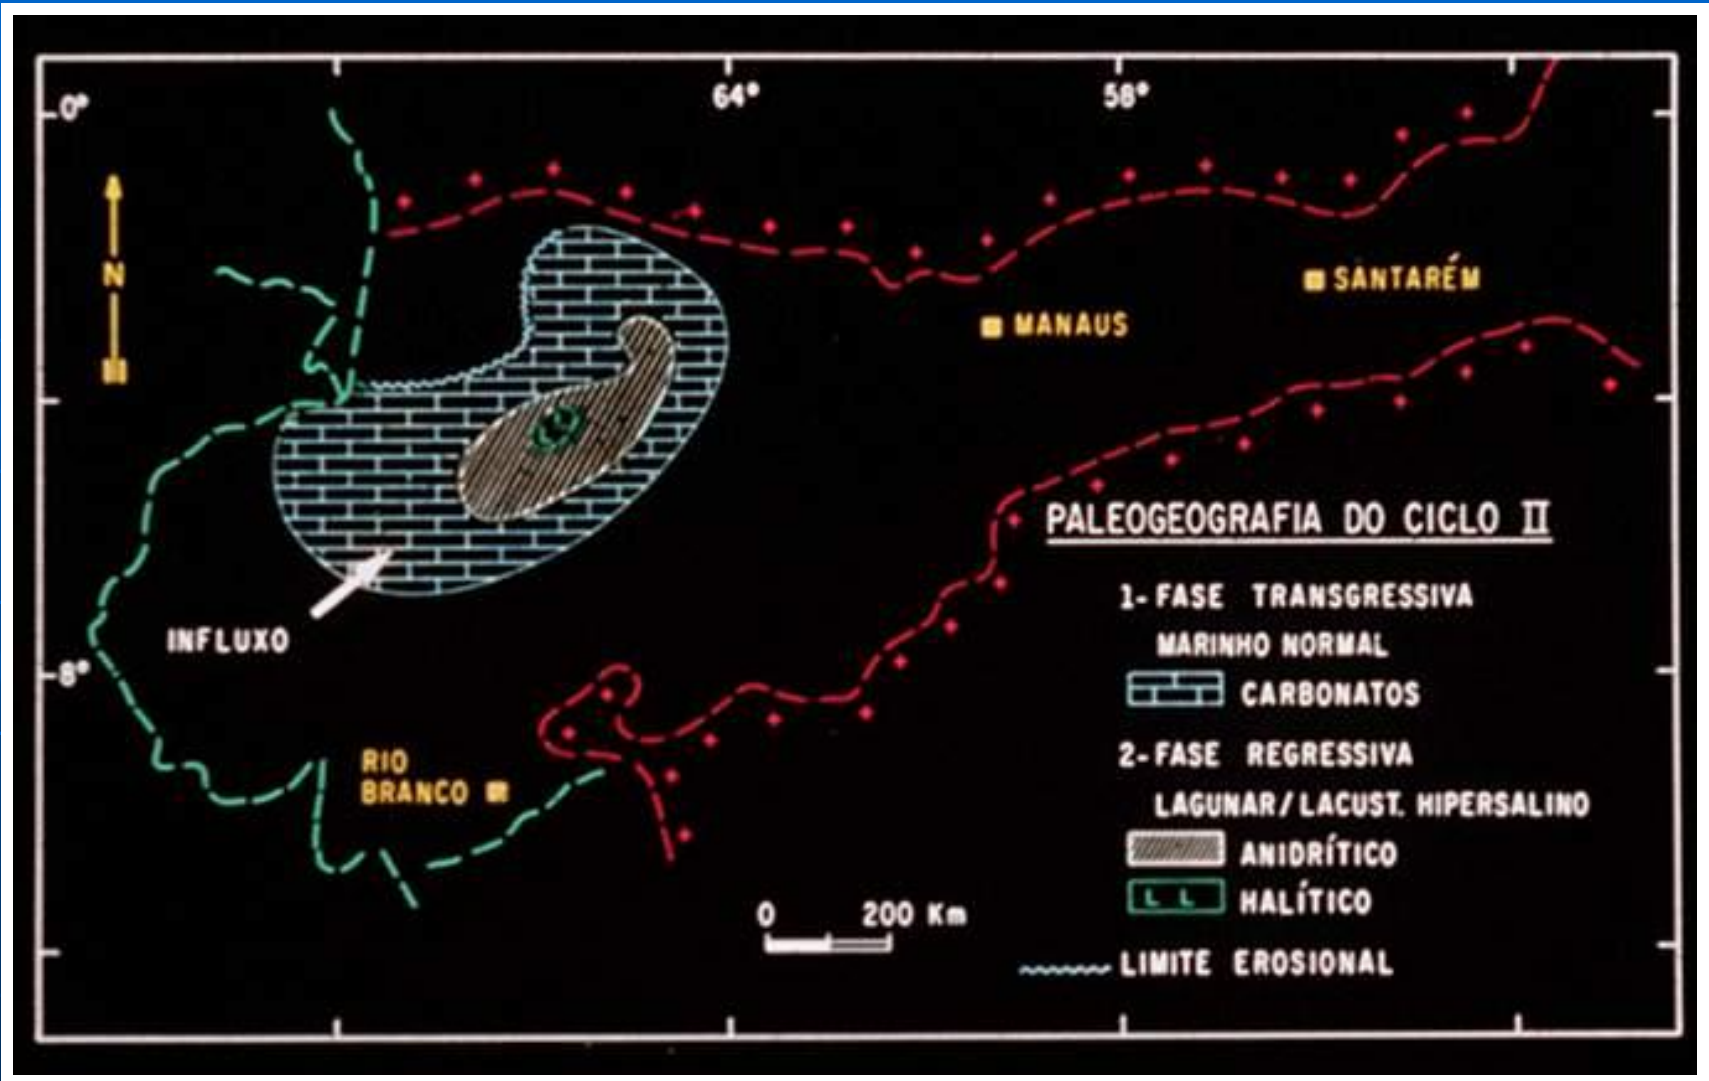 64° 58°
0°
N
SANTARÉM
MANAUS
PALEOGEOGRAFIA DO CICLO II
1- FASE TRANSGRESSIVA
MARINHO NORMAL
CARBONATOS
INFLUXO
8°
2- FASE REGRESSIVA
LAGUNAR/LACUST. HIPERSALINO
ANIDRÍTICO
HALÍTICO
RIO
BRANCO
0 200 Km
LIMITE EROSIONAL
L L